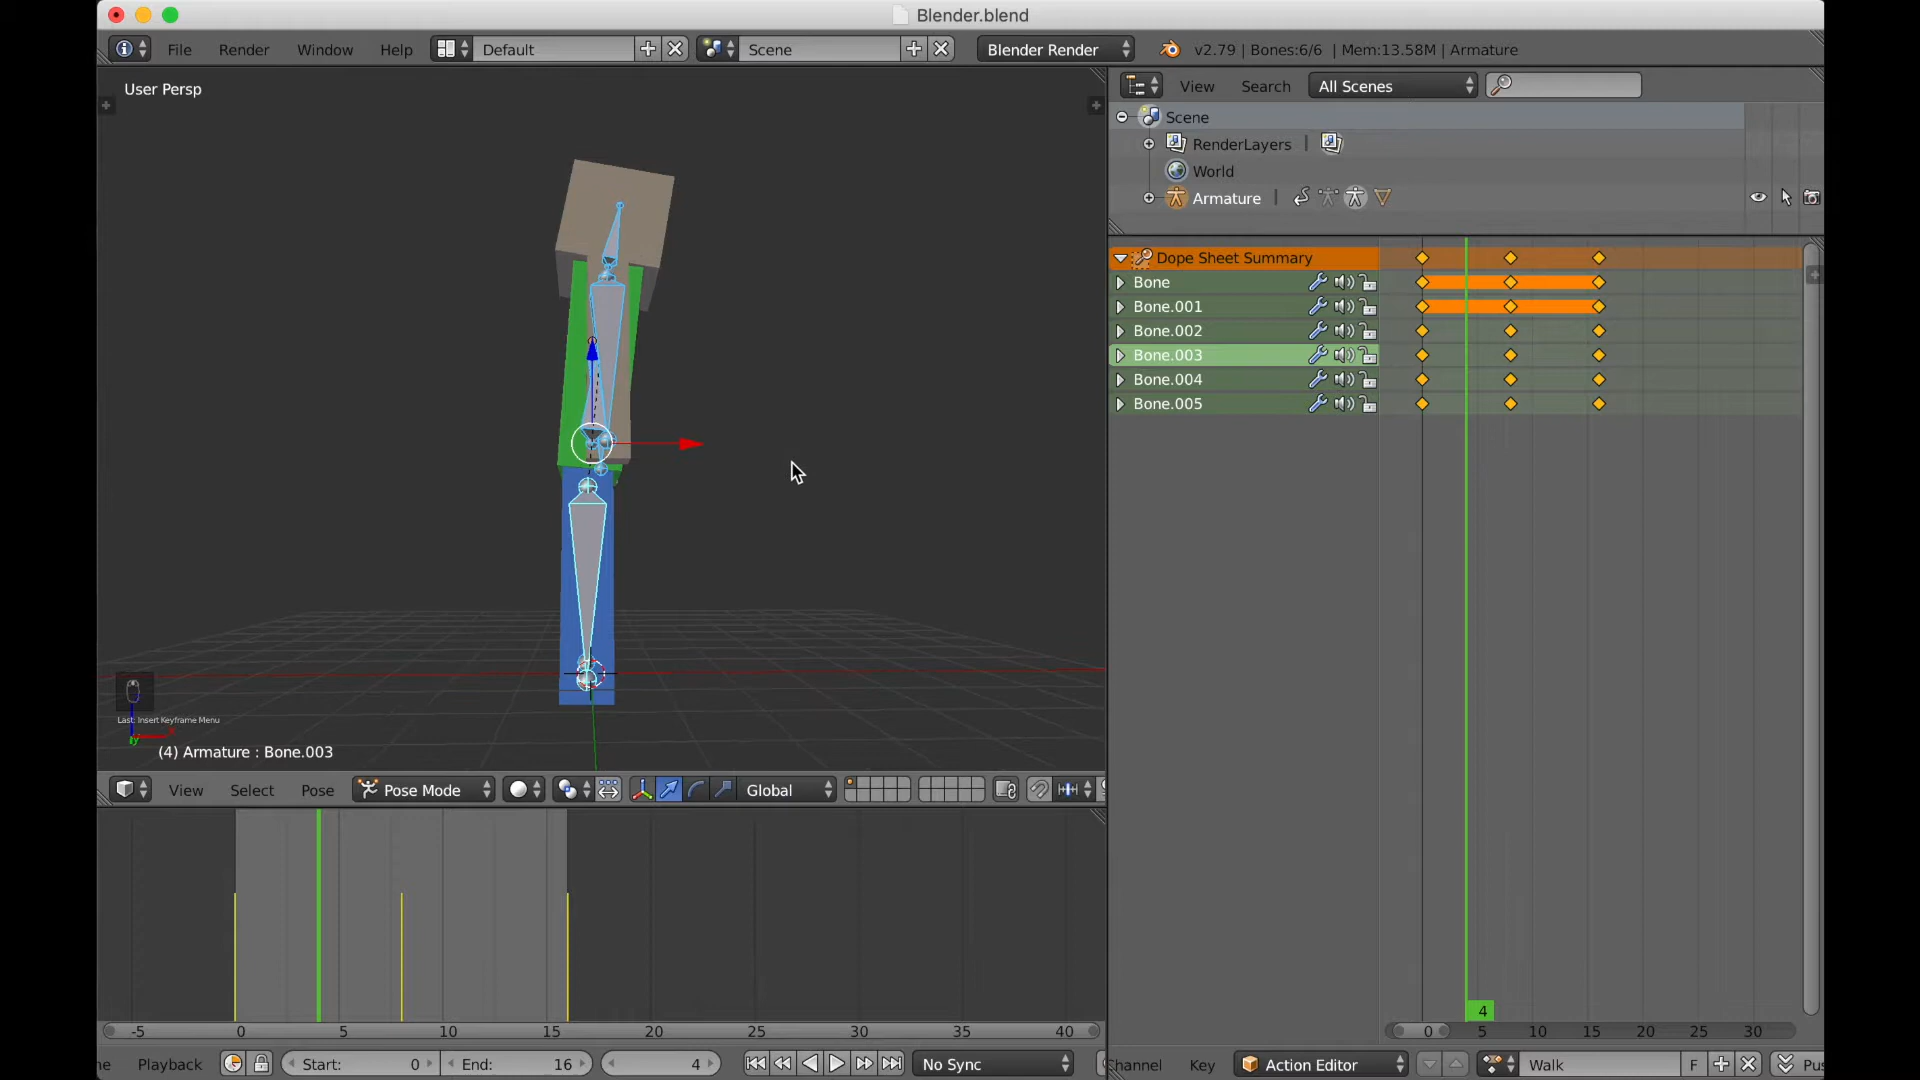 Blender.blend
File Render Window Help Default Scene Blender Render v2.79 | Bones:6/6 | Mem:13.58M | Armature
User Persp
View Search All Scenes
Scene
RenderLayers
World
Armature
Dope Sheet Summary
Bone
Bone.001
Bone.002
Bone.003
Bone.004
Bone.005
Last: Insert Keyframe Menu
(4) Armature : Bone.003
View Select Pose Pose Mode Global
4
-5 0 5 10 15 20 25 30 35 40
0 5 10 15 20 25 30
Playback Start: 0 End: 16 4 No Sync
Key Action Editor Walk F